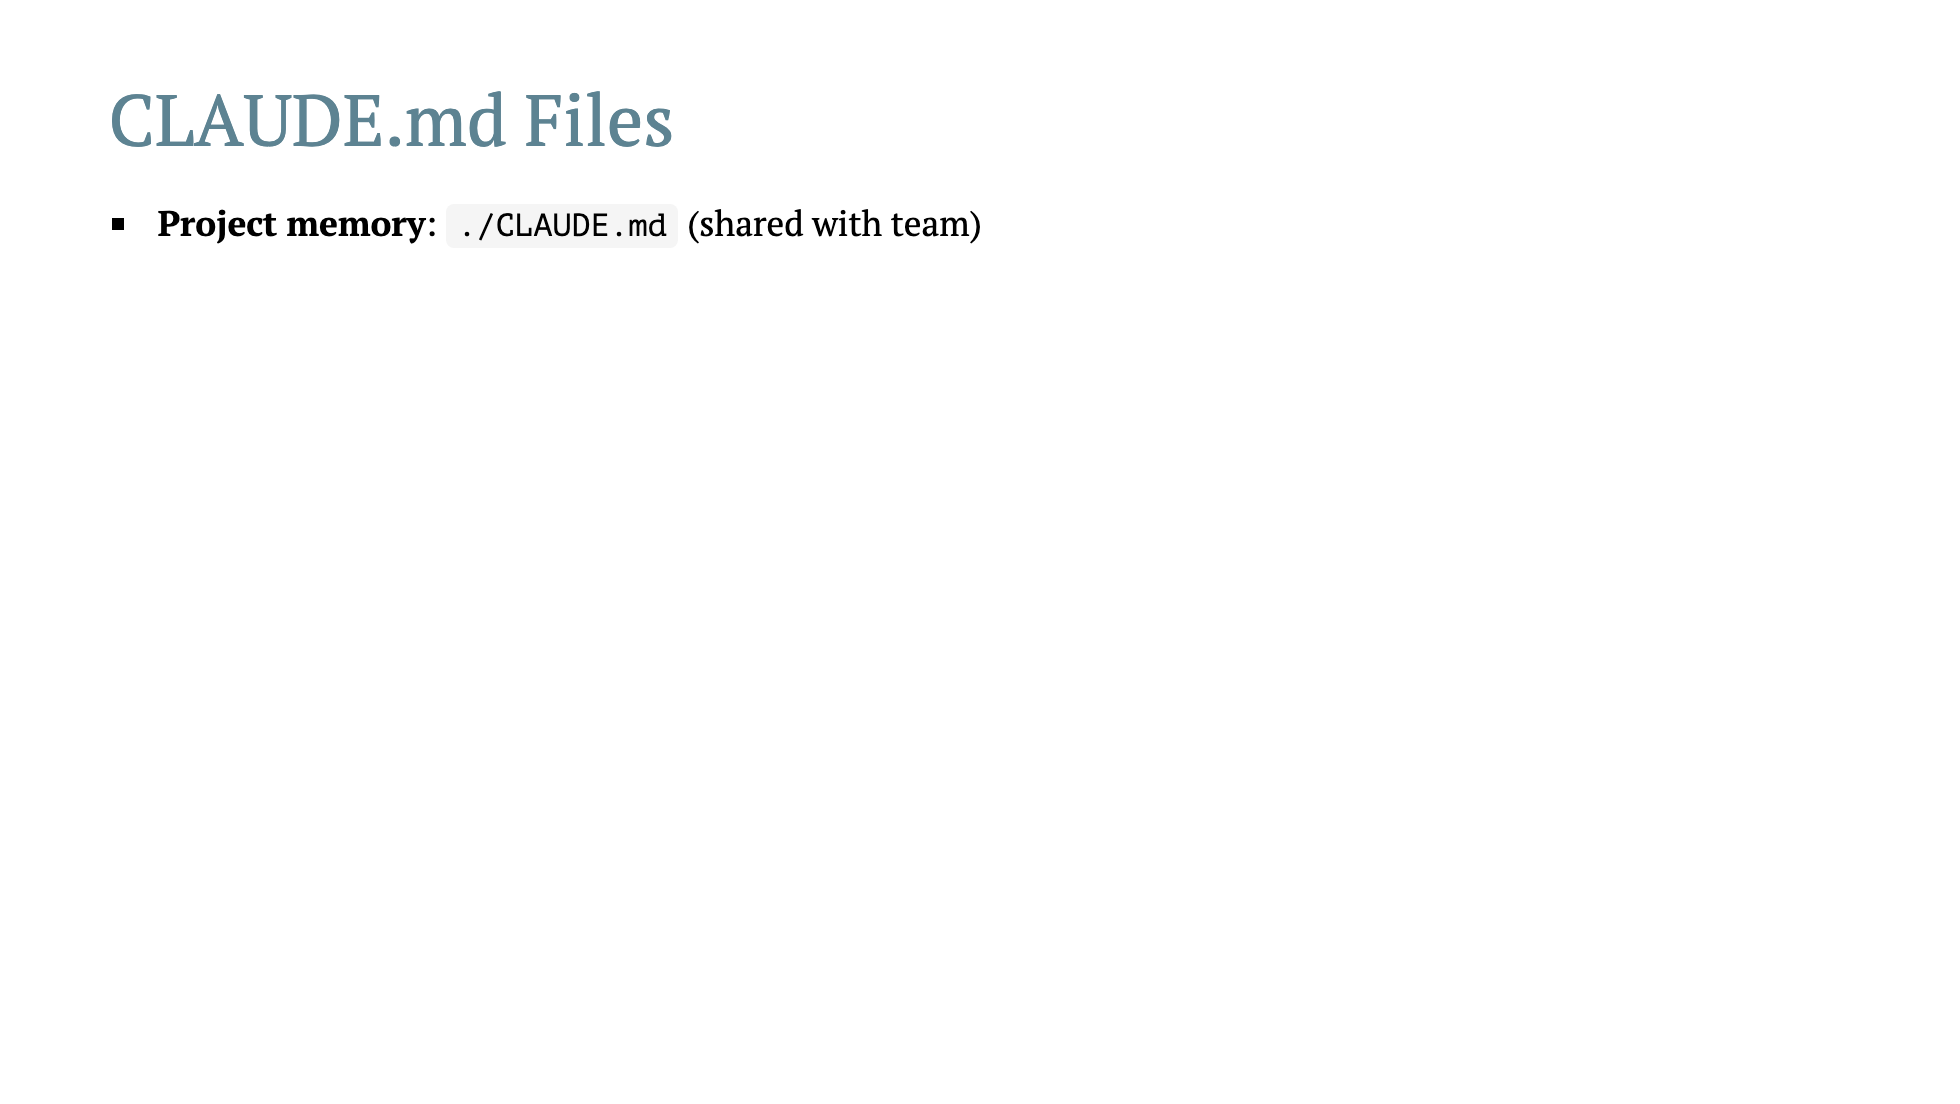 CLAUDE.md Files
▪ Project memory: ./CLAUDE.md (shared with team)